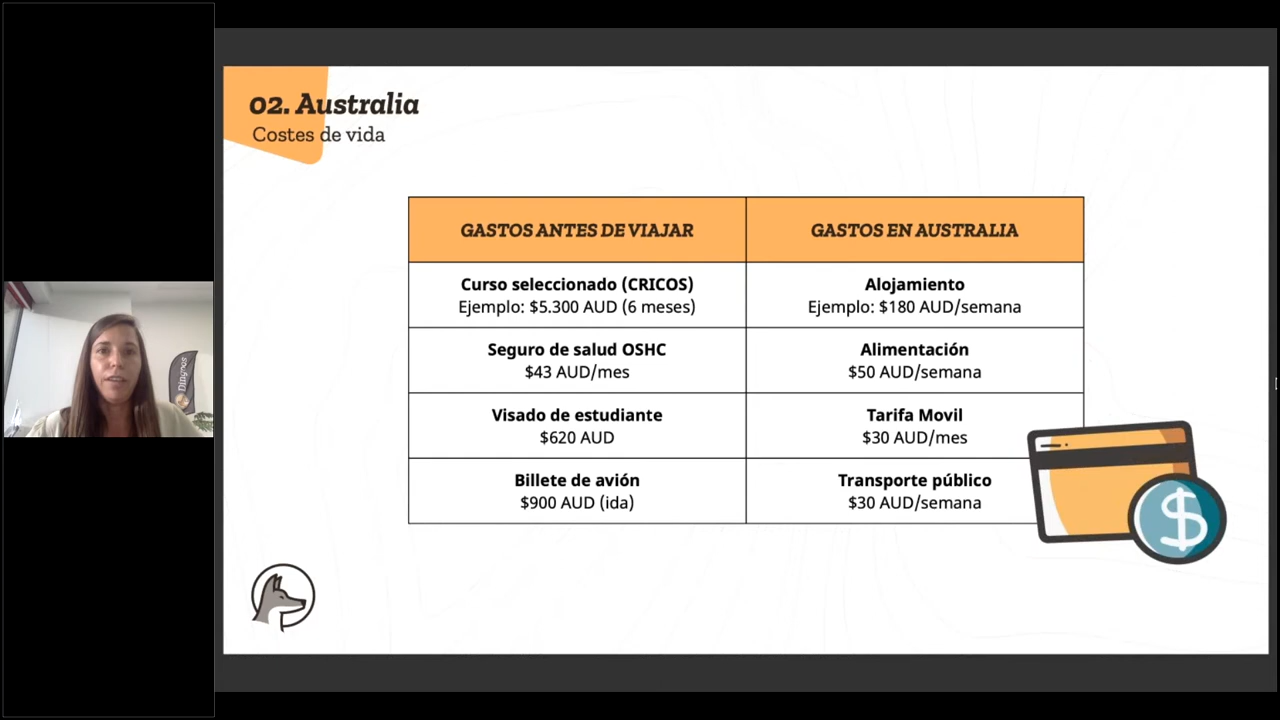 02. Australia
Costes de vida
GASTOS ANTES DE VIAJAR
GASTOS EN AUSTRALIA
Curso seleccionado (CRICOS)
Ejemplo: $5.300 AUD (6 meses)
Alojamiento
Ejemplo: $180 AUD/semana
Seguro de salud OSHC
$43 AUD/mes
Alimentación
$50 AUD/semana
Visado de estudiante
$620 AUD
Tarifa Movil
$30 AUD/mes
Billete de avión
$900 AUD (ida)
Transporte público
$30 AUD/semana
Dingoos
$